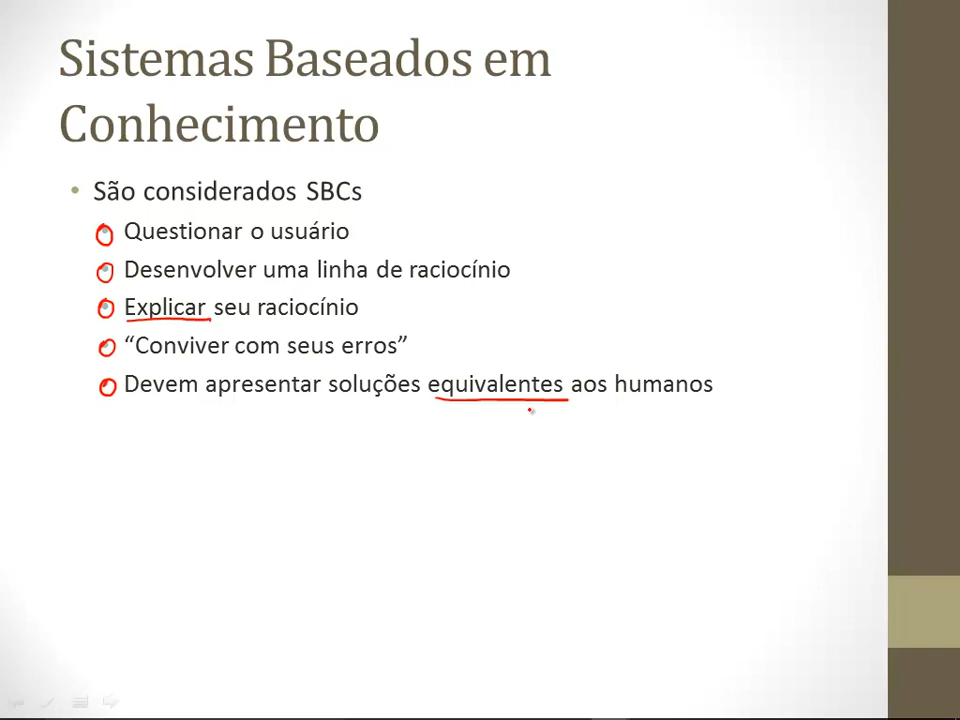 Sistemas Baseados em
Conhecimento
• São considerados SBCs
• Questionar o usuário
• Desenvolver uma linha de raciocínio
• Explicar seu raciocínio
• “Conviver com seus erros”
• Devem apresentar soluções equivalentes aos humanos